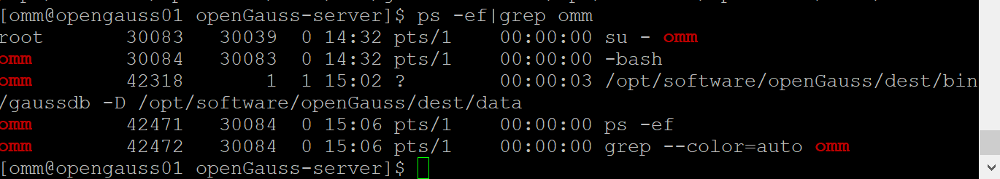 [omm@opengauss01 openGauss-server]$ ps -ef|grep omm
root 30083 30039 0 14:32 pts/1 00:00:00 su - omm
omm 30084 30083 0 14:32 pts/1 00:00:00 -bash
omm 42318 1 1 15:02 ? 00:00:03 /opt/software/openGauss/dest/bin
/gaussdb -D /opt/software/openGauss/dest/data
omm 42471 30084 0 15:06 pts/1 00:00:00 ps -ef
omm 42472 30084 0 15:06 pts/1 00:00:00 grep --color=auto omm
[omm@opengauss01 openGauss-server]$